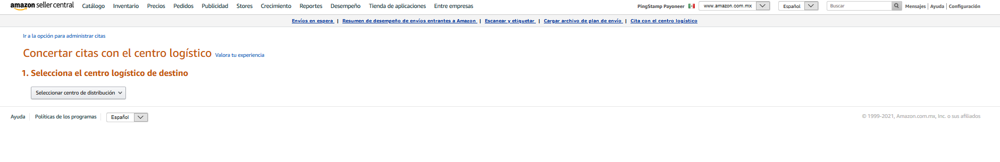 amazon seller central Catálogo Inventario Precios Pedidos Publicidad Stores Crecimiento Reportes Desempeño Tienda de aplicaciones Entre empresas PingStamp Payoneer www.amazon.com.mx Español Buscar Mensajes | Ayuda | Configuración
Envíos en espera | Resumen de desempeño de envíos entrantes a Amazon | Escanear y etiquetar | Cargar archivo de plan de envío | Cita con el centro logístico
Ir a la opción para administrar citas
Concertar citas con el centro logístico Valora tu experiencia
1. Selecciona el centro logístico de destino
Seleccionar centro de distribución
Ayuda Políticas de los programas Español © 1999-2021, Amazon.com.mx, Inc. o sus afiliados